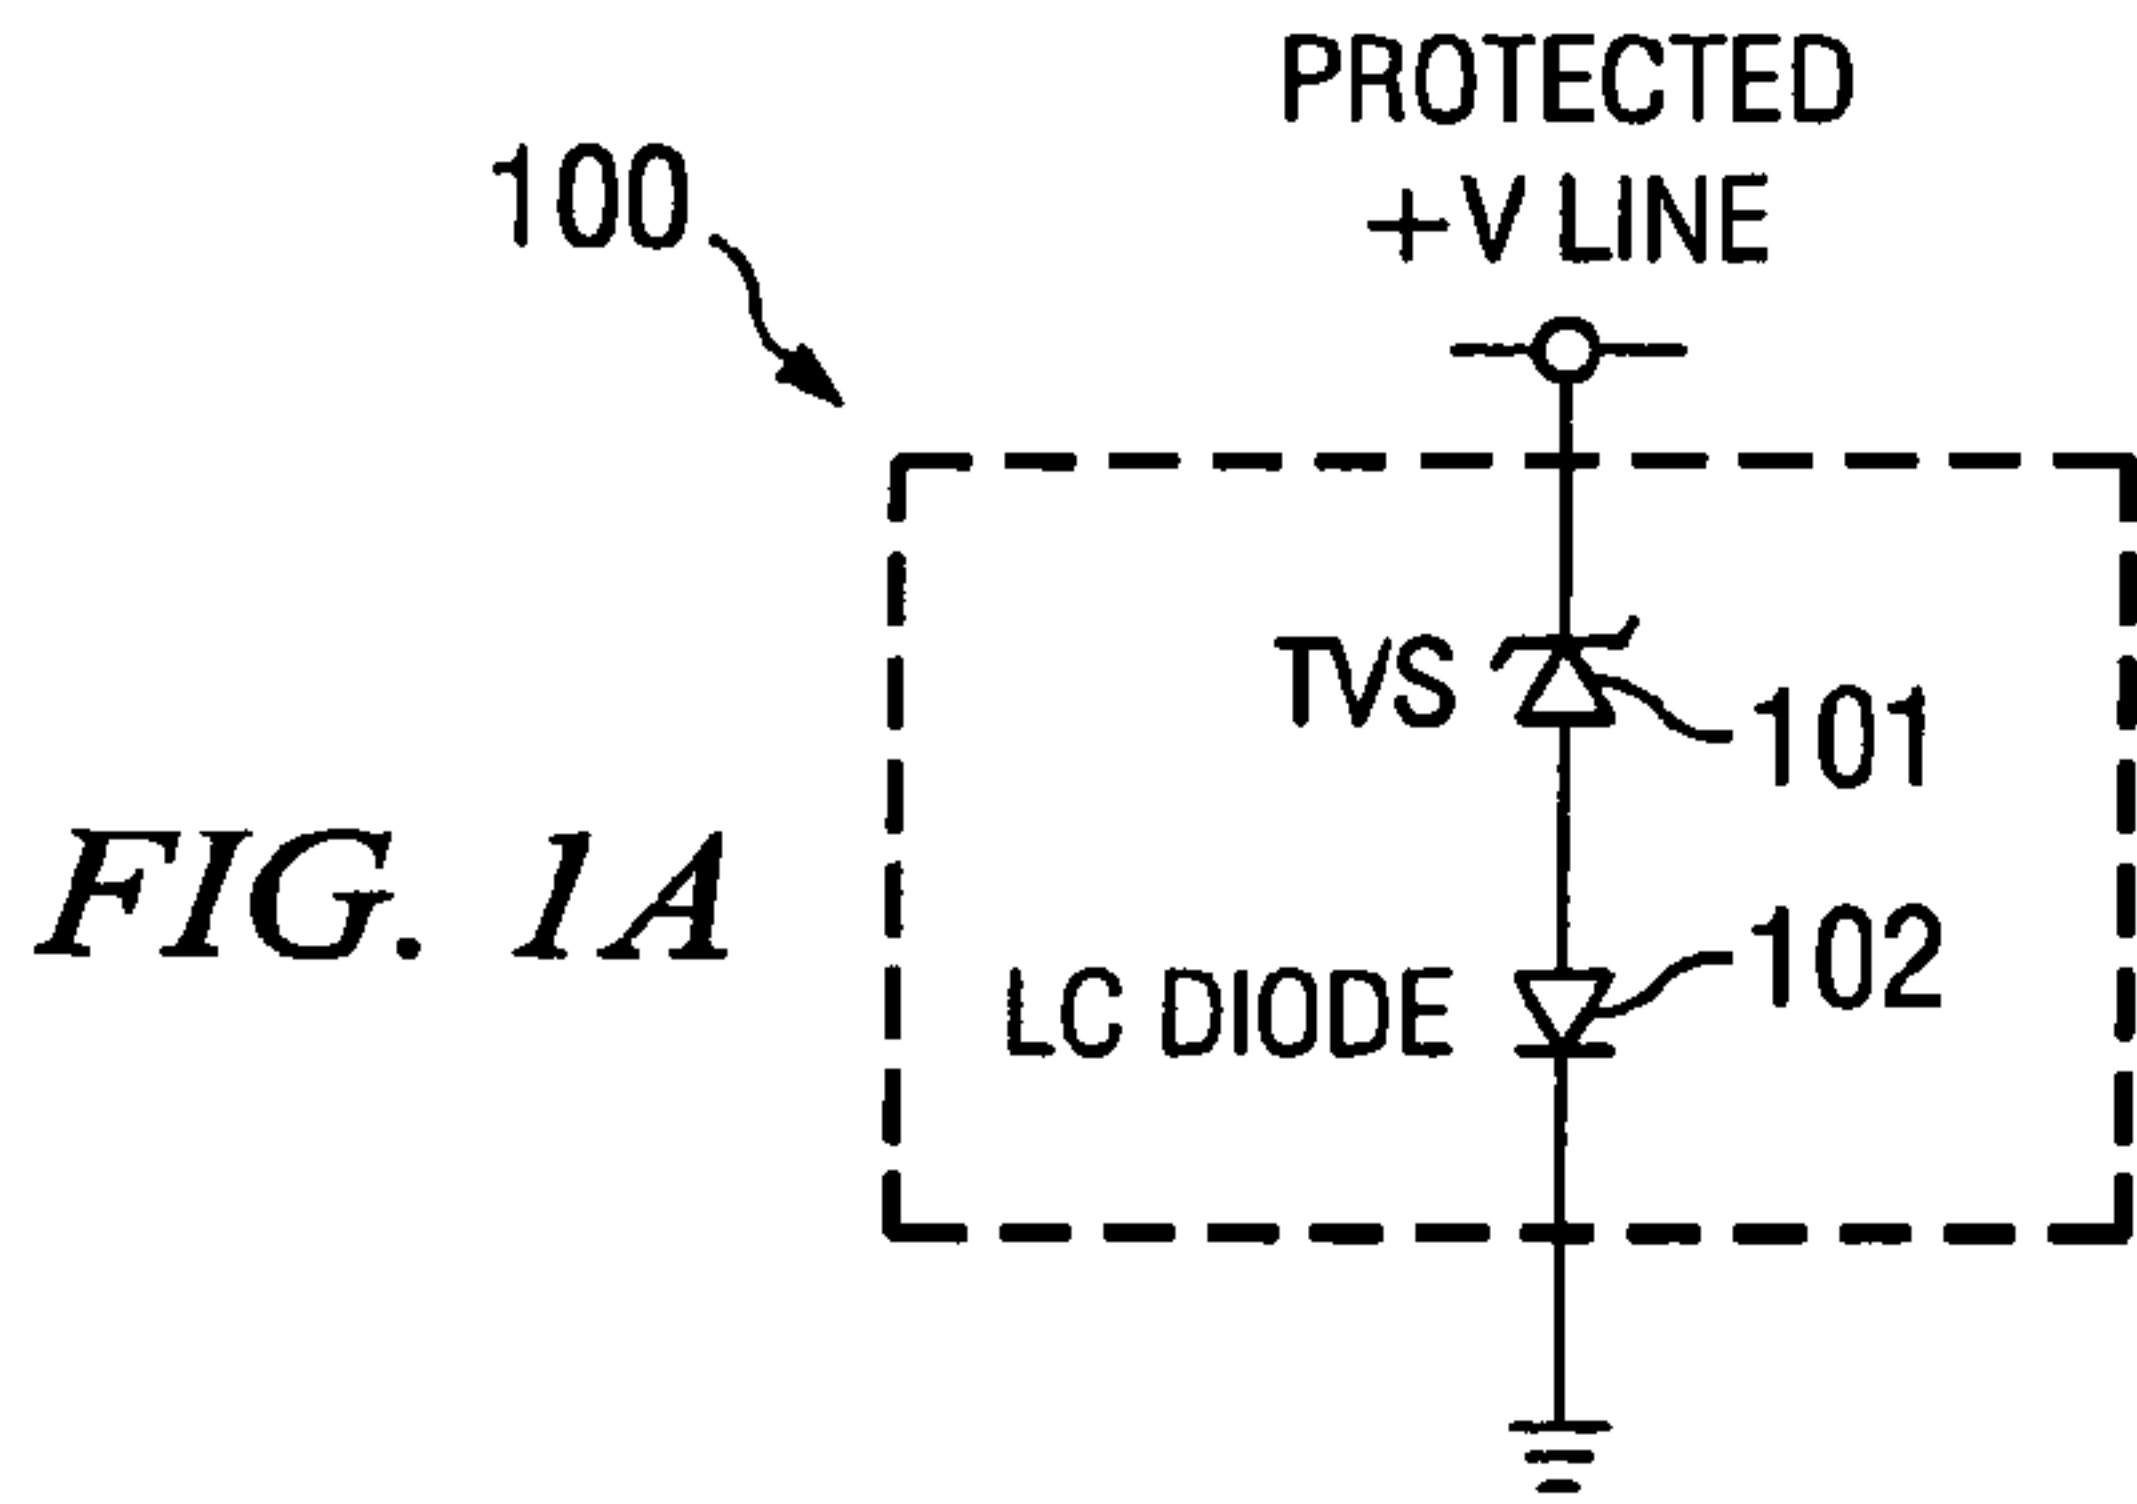 PROTECTED
+V LINE
100
TVS
101
FIG. 1A
LC DIODE
102